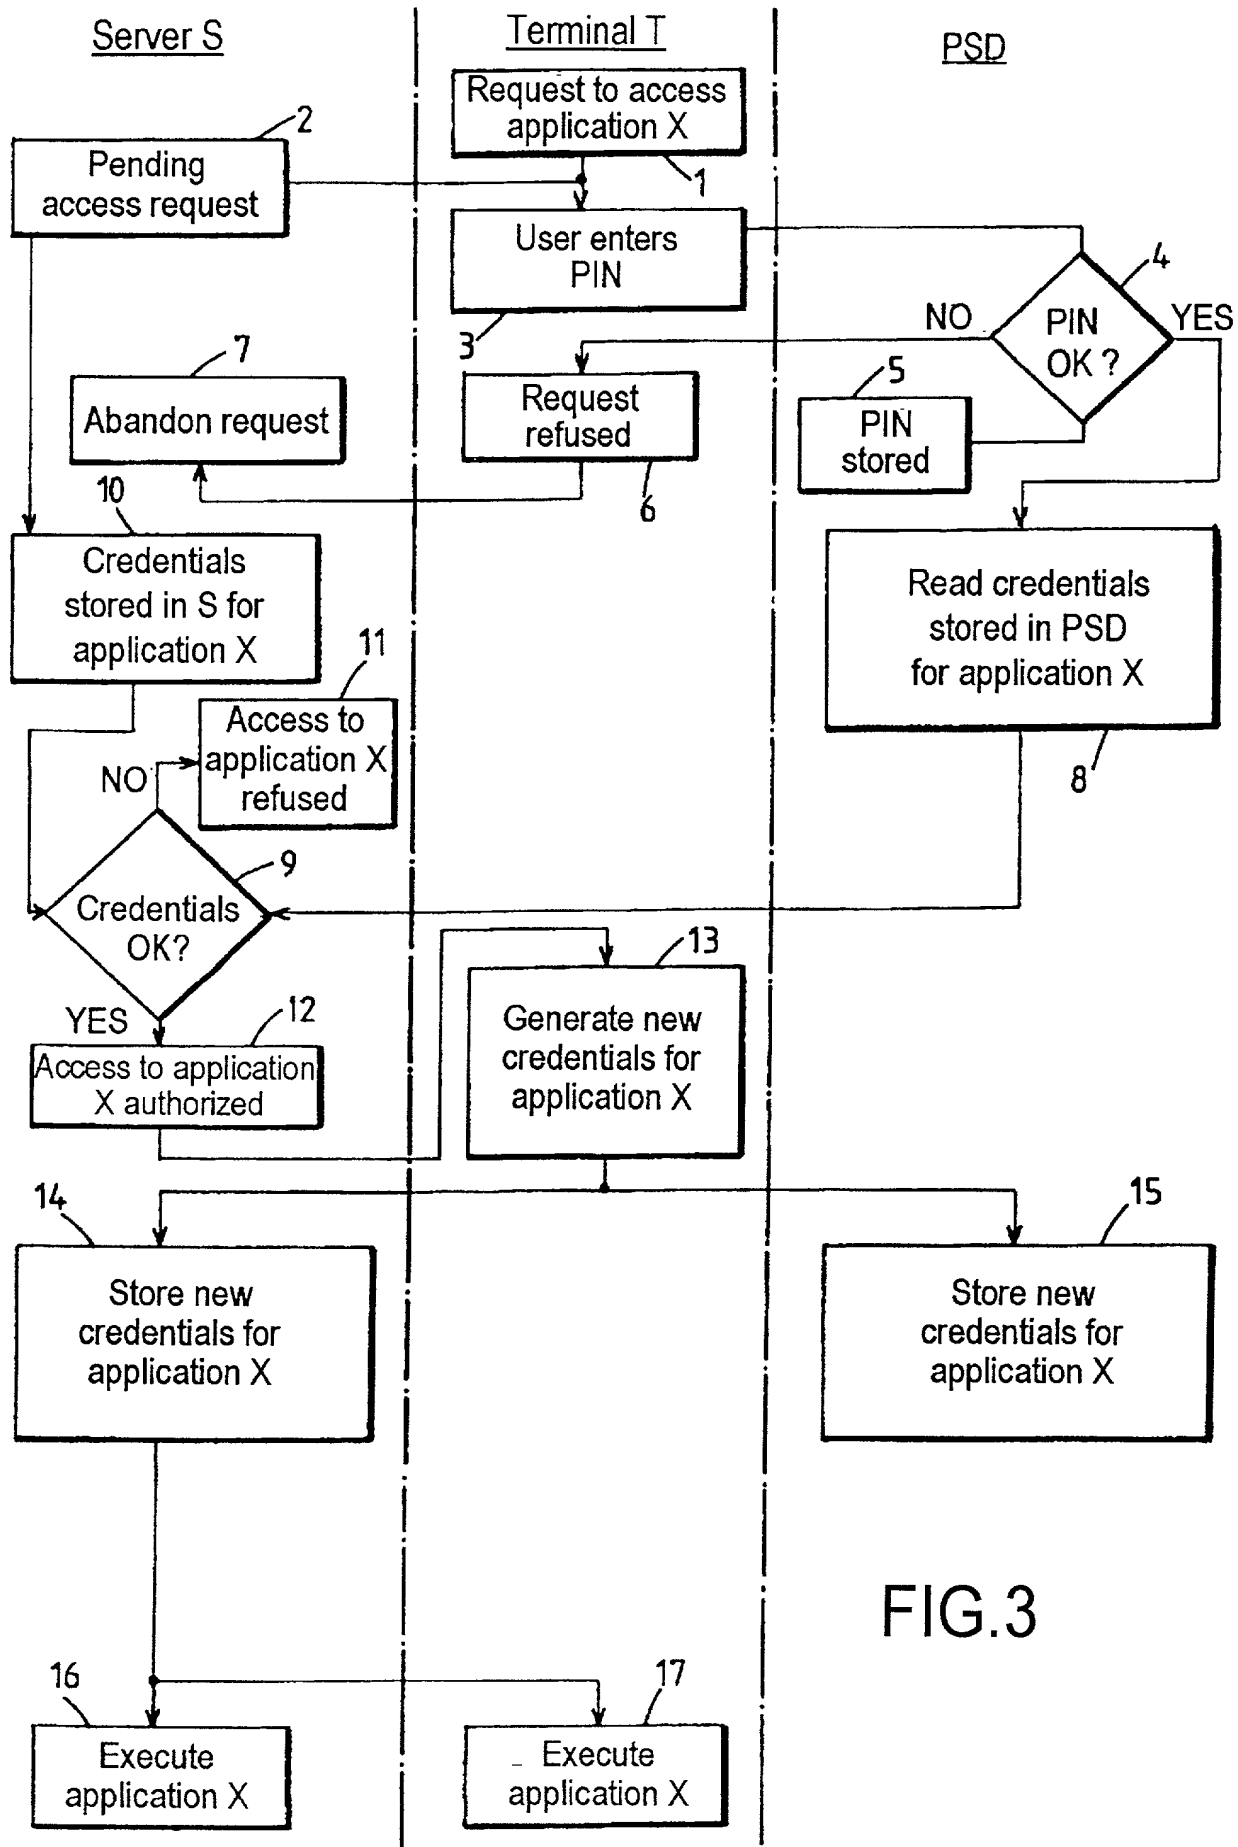 Server S
Terminal T
PSD
Request to access
application X
1
2
Pending
access request
User enters
PIN
3
4
PIN
OK ?
NO
YES
5
PIN
stored
Request
refused
6
7
Abandon request
10
Credentials
stored in S for
application X
Read credentials
stored in PSD
for application X
8
11
Access to
application X
refused
NO
9
Credentials
OK?
YES
12
Access to application
X authorized
13
Generate new
credentials for
application X
14
Store new
credentials for
application X
15
Store new
credentials for
application X
16
Execute
application X
17
Execute
application X
FIG.3